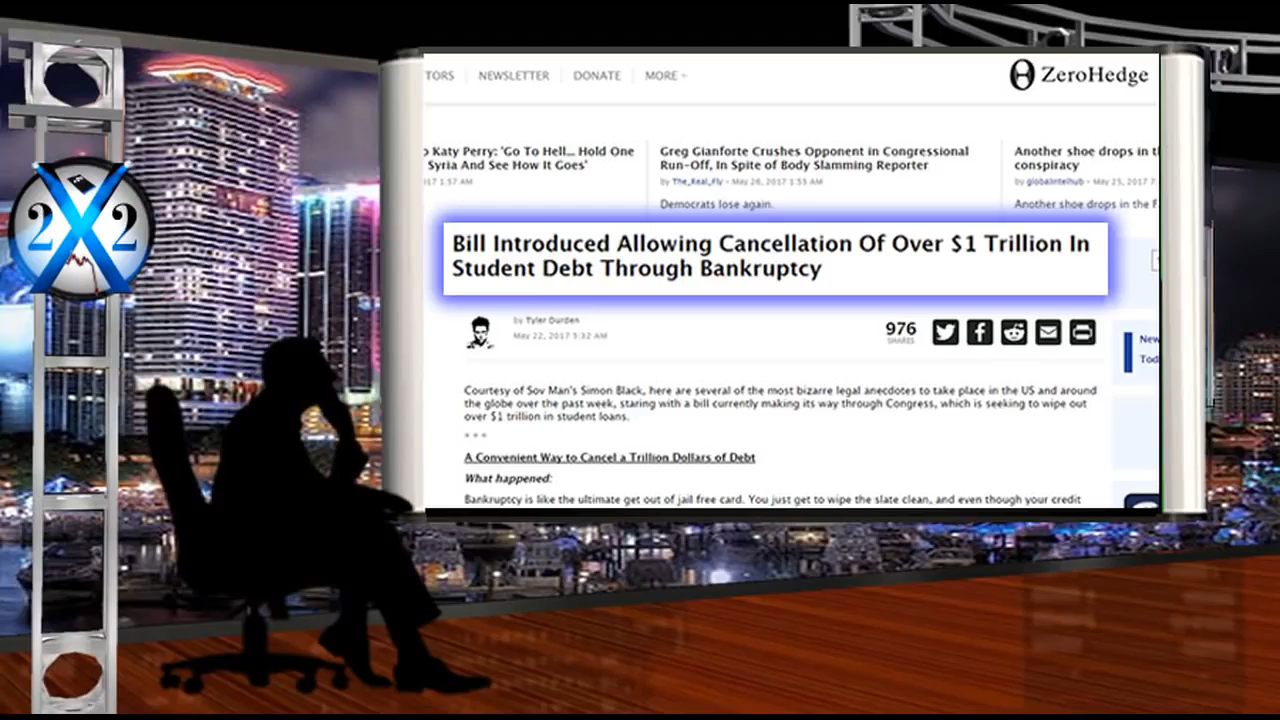 TORS NEWSLETTER DONATE MORE
ZeroHedge
Katy Perry: 'Go To Hell... Hold One
Syria And See How It Goes'
17 1:57 AM
Greg Gianforte Crushes Opponent in Congressional
Run-Off, In Spite of Body Slamming Reporter
by The_Real_Fly - May 26, 2017 1:55 AM
Democrats lose again.
Another shoe drops in
conspiracy
by globalintelhub - May 25, 2017 7
Another shoe drops in the F
2X2
Bill Introduced Allowing Cancellation Of Over $1 Trillion In
Student Debt Through Bankruptcy
by Tyler Durden
May 22, 2017 5:32 AM
976
SHARES
New
Tod
Courtesy of Sov Man's Simon Black, here are several of the most bizarre legal anecdotes to take place in the US and around
the globe over the past week, staring with a bill currently making its way through Congress, which is seeking to wipe out
over $1 trillion in student loans.
* * *
A Convenient Way to Cancel a Trillion Dollars of Debt
What happened:
Bankruptcy is like the ultimate get out of jail free card. You just get to wipe the slate clean, and even though your credit